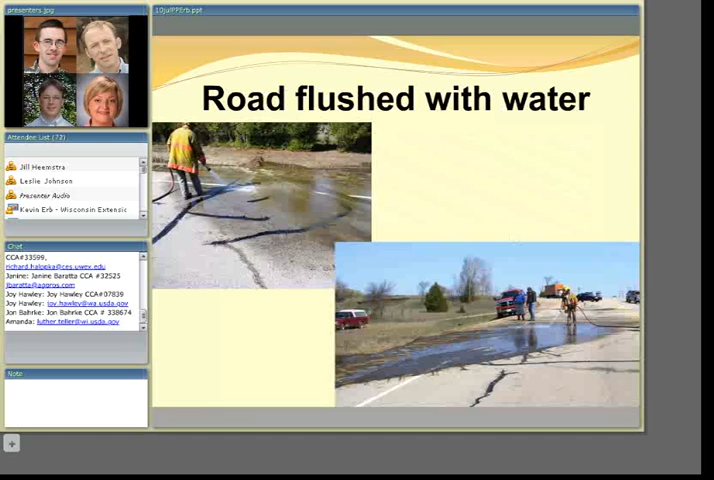 presenters.jpg
10julPPErb.ppt
Attendee List (72)
Jill Heemstra
Leslie Johnson
Presenter Audio
Kevin Erb - Wisconsin Extensic
Chat
CCA#33599,
richard.halopka@ces.uwex.edu
Janine: Janine Baratta CCA #32525
jbaratta@agpros.com
Joy Hawley: Joy Hawley CCA#07839
Joy Hawley: joy.hawley@wa.usda.gov
Jon Bahrke: Jon Bahrke CCA # 338674
Amanda: luther.teller@wi.usda.gov
Note
Road flushed with water